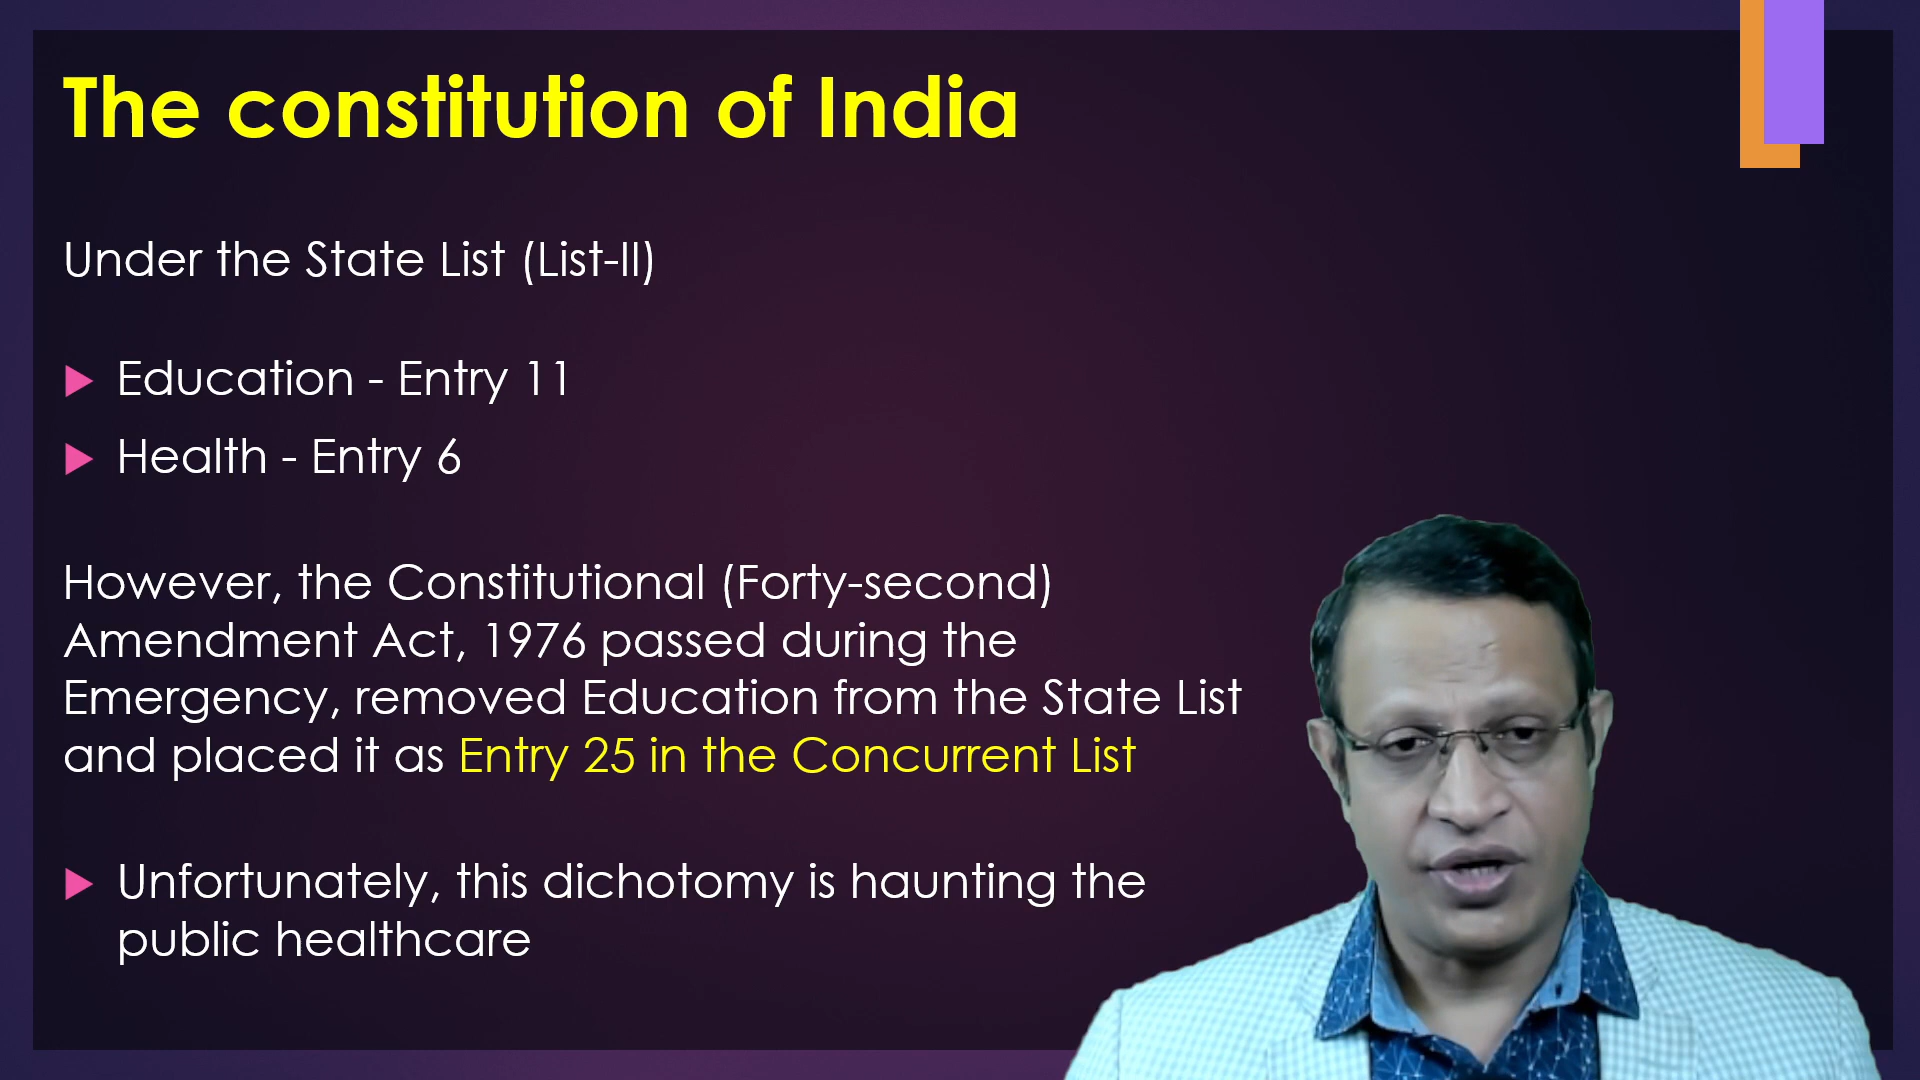 The constitution of India
Under the State List (List-II)
Education - Entry 11
Health - Entry 6
However, the Constitutional (Forty-second)
Amendment Act, 1976 passed during the
Emergency, removed Education from the State List
and placed it as Entry 25 in the Concurrent List
Unfortunately, this dichotomy is haunting the
public healthcare